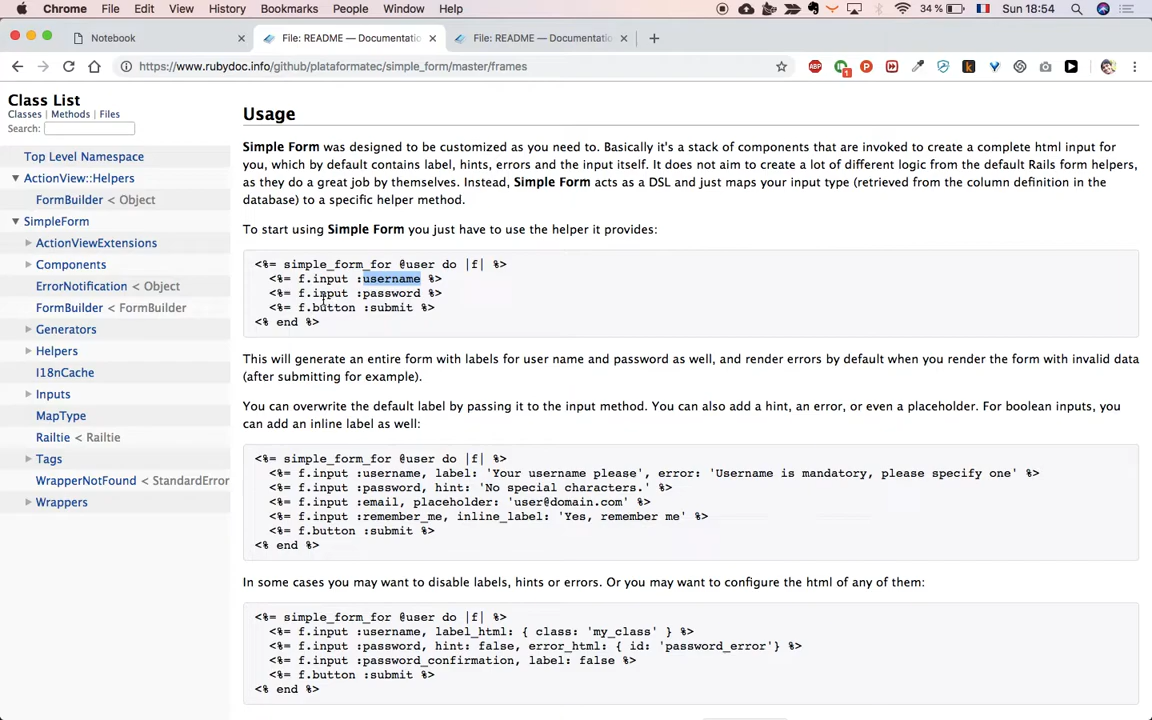 Chrome File Edit View History Bookmarks People Window Help 34 % Sun 18:54
Notebook
File: README — Documentatio
File: README — Documentatio
https://www.rubydoc.info/github/plataformatec/simple_form/master/frames
ABP
1
Class List
Classes | Methods | Files
Search:
Top Level Namespace
ActionView::Helpers
FormBuilder < Object
SimpleForm
ActionViewExtensions
Components
ErrorNotification < Object
FormBuilder < FormBuilder
Generators
Helpers
I18nCache
Inputs
MapType
Railtie < Railtie
Tags
WrapperNotFound < StandardError
Wrappers
Usage
Simple Form was designed to be customized as you need to. Basically it's a stack of components that are invoked to create a complete html input for
you, which by default contains label, hints, errors and the input itself. It does not aim to create a lot of different logic from the default Rails form helpers,
as they do a great job by themselves. Instead, Simple Form acts as a DSL and just maps your input type (retrieved from the column definition in the
database) to a specific helper method.
To start using Simple Form you just have to use the helper it provides:
<%= simple_form_for @user do |f| %>
<%= f.input :username %>
<%= f.input :password %>
<%= f.button :submit %>
<% end %>
This will generate an entire form with labels for user name and password as well, and render errors by default when you render the form with invalid data
(after submitting for example).
You can overwrite the default label by passing it to the input method. You can also add a hint, an error, or even a placeholder. For boolean inputs, you
can add an inline label as well:
<%= simple_form_for @user do |f| %>
<%= f.input :username, label: 'Your username please', error: 'Username is mandatory, please specify one' %>
<%= f.input :password, hint: 'No special characters.' %>
<%= f.input :email, placeholder: 'user@domain.com' %>
<%= f.input :remember_me, inline_label: 'Yes, remember me' %>
<%= f.button :submit %>
<% end %>
In some cases you may want to disable labels, hints or errors. Or you may want to configure the html of any of them:
<%= simple_form_for @user do |f| %>
<%= f.input :username, label_html: { class: 'my_class' } %>
<%= f.input :password, hint: false, error_html: { id: 'password_error'} %>
<%= f.input :password_confirmation, label: false %>
<%= f.button :submit %>
<% end %>